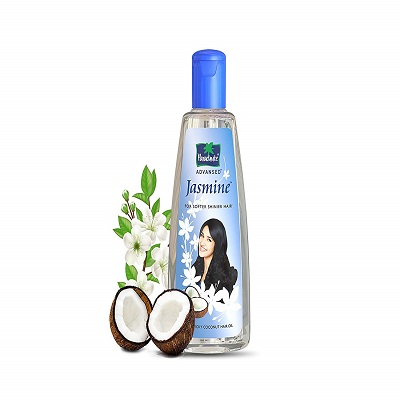 Parachute
ADVANSED
Jasmine
FOR SOFTER SHINIER HAIR
COCONUT HAIR OIL